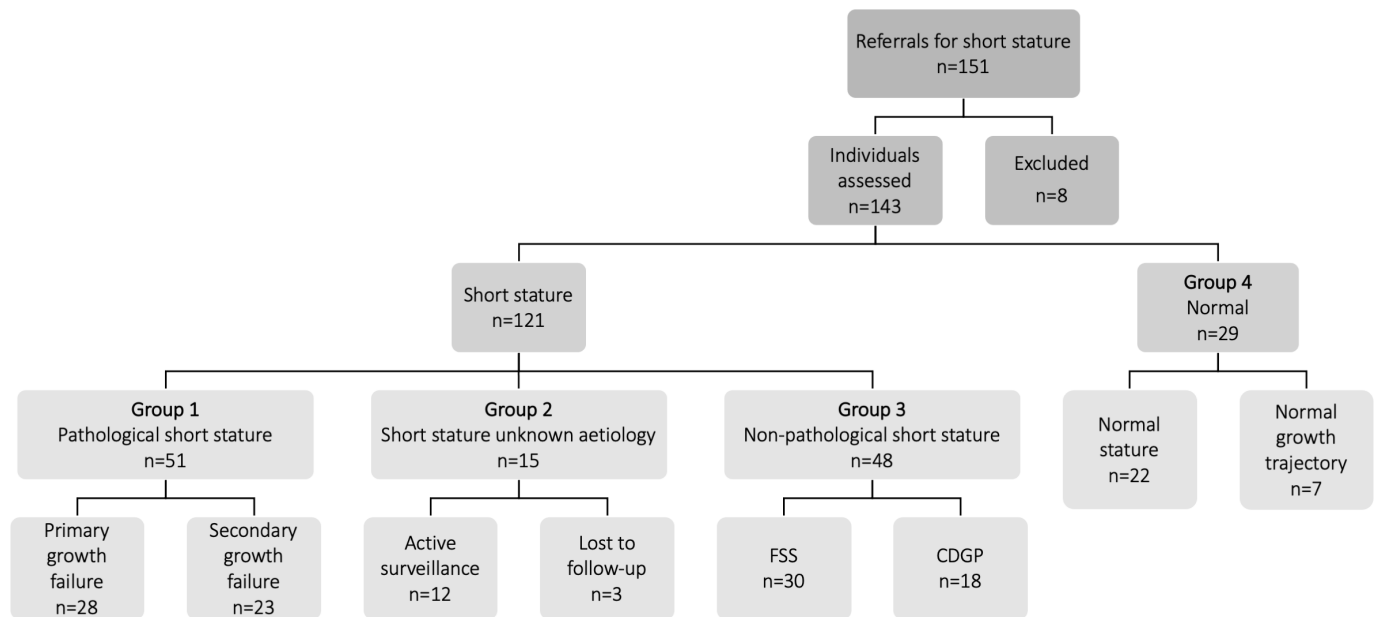 Referrals for short stature
n=151
Individuals
assessed
n=143
Excluded
n=8
Short stature
n=121
Group 4
Normal
n=29
Group 1
Pathological short stature
n=51
Group 2
Short stature unknown aetiology
n=15
Group 3
Non-pathological short stature
n=48
Normal
stature
n=22
Normal
growth
trajectory
n=7
Primary
growth
failure
n=28
Secondary
growth
failure
n=23
Active
surveillance
n=12
Lost to
follow-up
n=3
FSS
n=30
CDGP
n=18